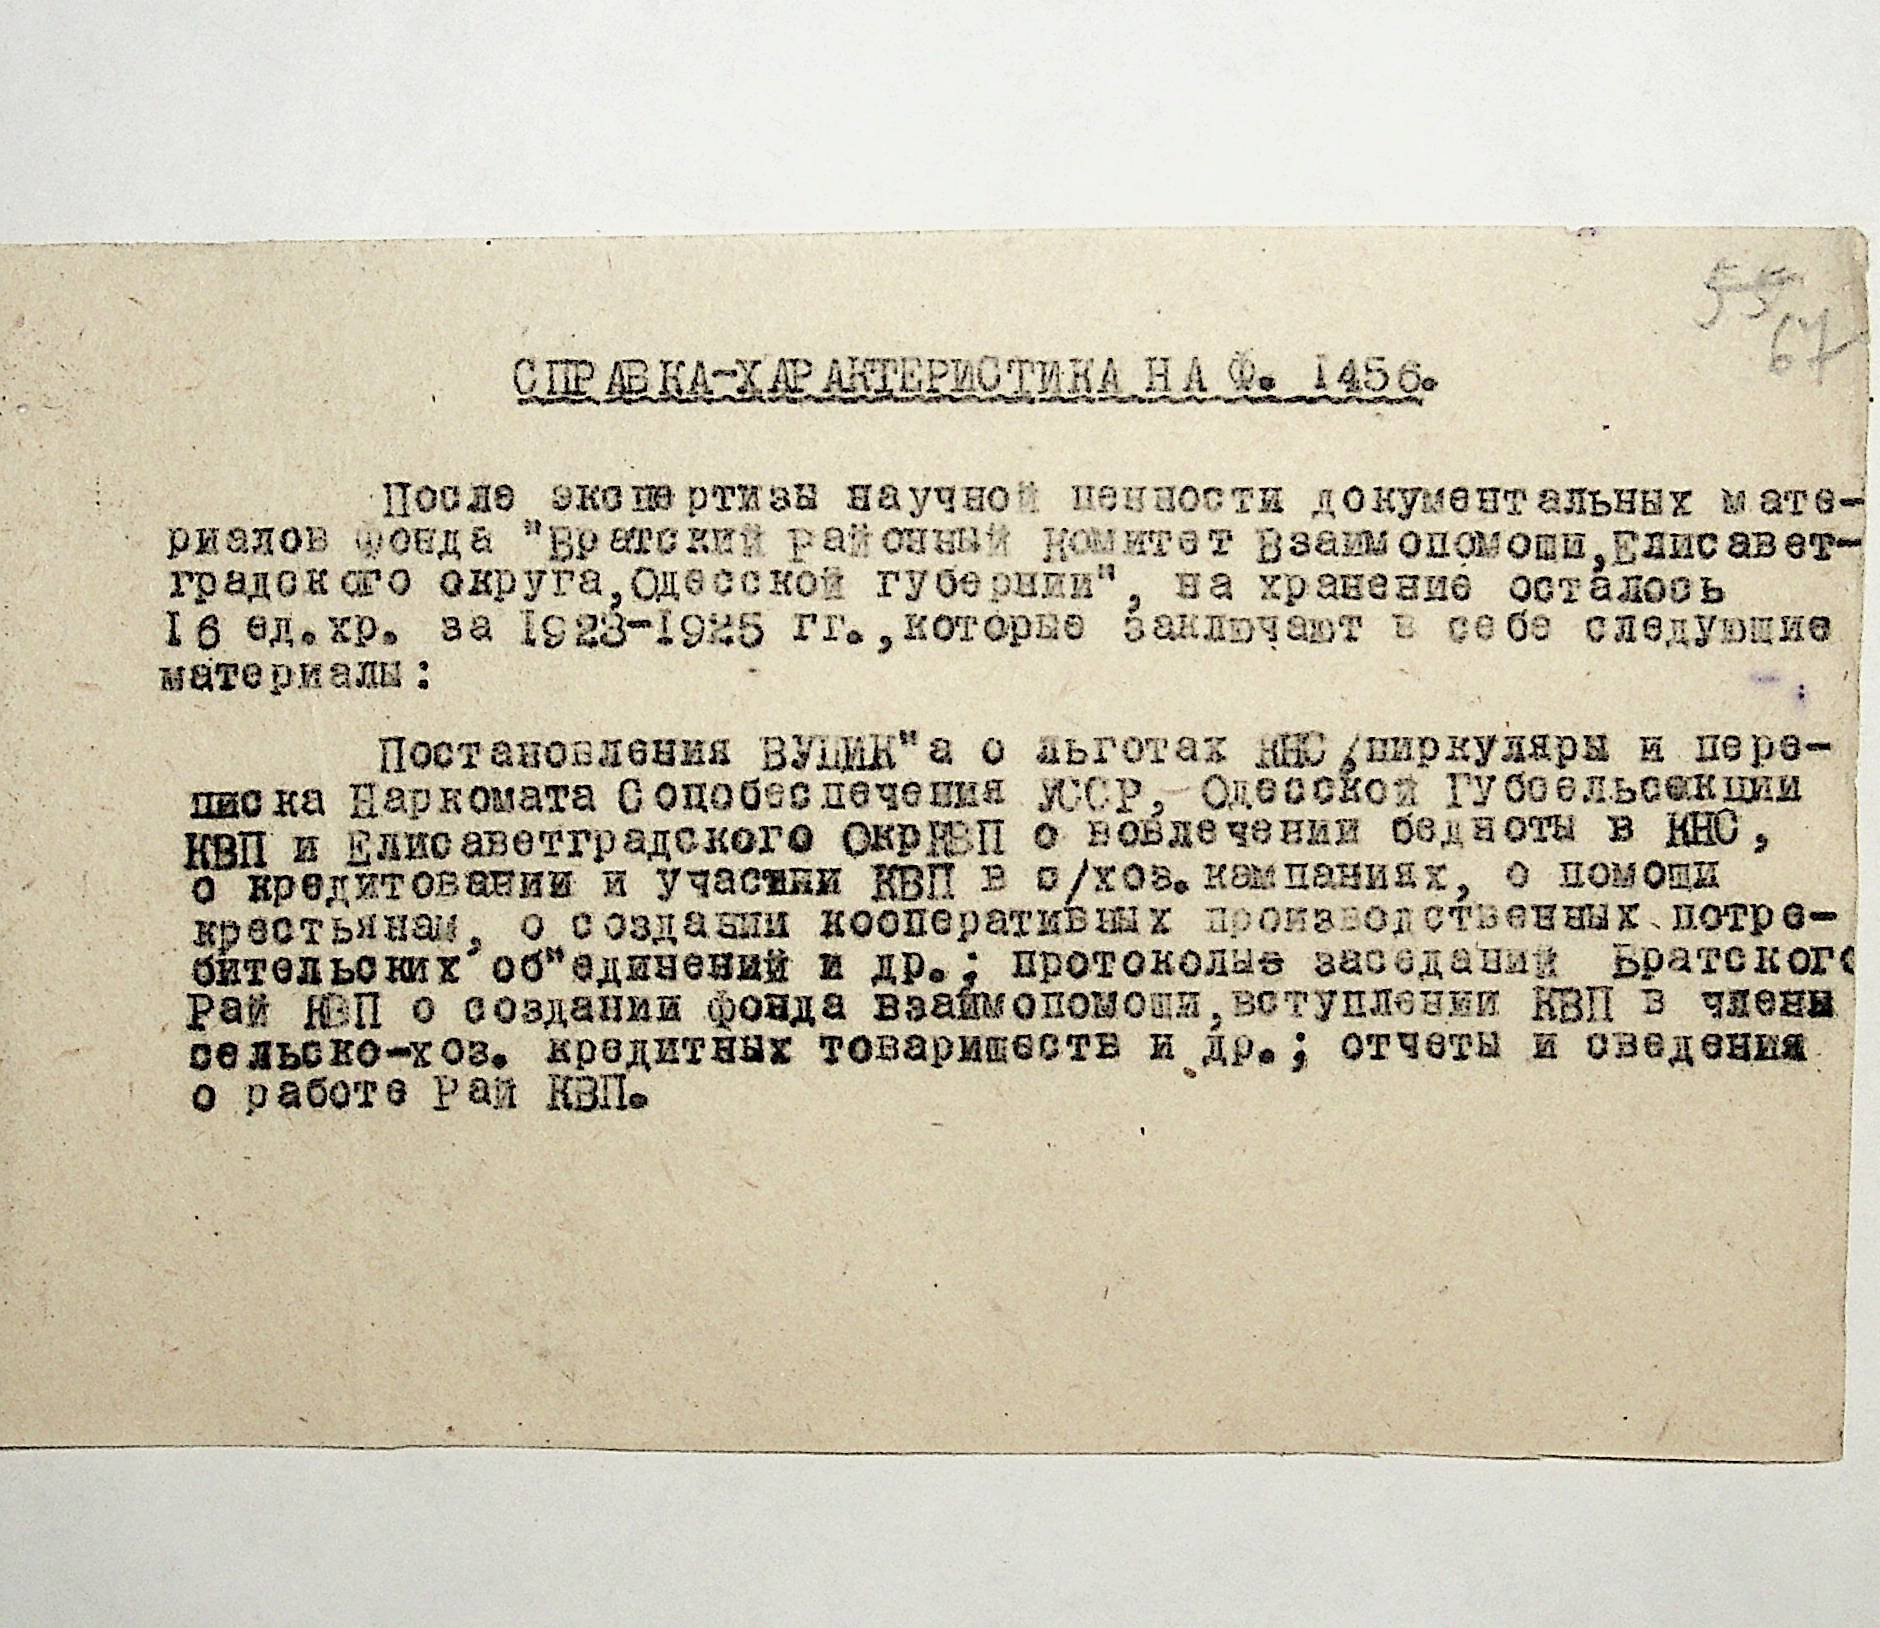 55
67
СПРАВКА-ХАРАКТЕРИСТИКА НА Ф. 1456.
После экспертизы научной ценности документальных мате-
риалов фонда "Братский районный Комитет Взаимопомощи,Елисавет-
градского округа,Одесской губернии", на хранение осталось
16 ед.хр. за 1923-1925 гг.,которые заключают в себе следующие
материалы:
Постановления ВУЦИК"а о льготах КНС/циркуляры и пере-
писка Наркомата Соцобеспечения УССР, Одесской Губсельсекции
КВП и Елисаветградского ОкрКВП о вовлечении бедноты в КНС,
о кредитовании и участии КВП в с/хоз.кампаниях, о помощи
крестьянам, о создании кооперативных производственных потре-
бительских об"единений и др.; протоколы заседаний Братского
Рай КВП о создании фонда взаимопомощи,вступлении КВП в члены
сельско-хоз. кредитных товариществ и др.; отчеты и сведения
о работе Рай КВП.